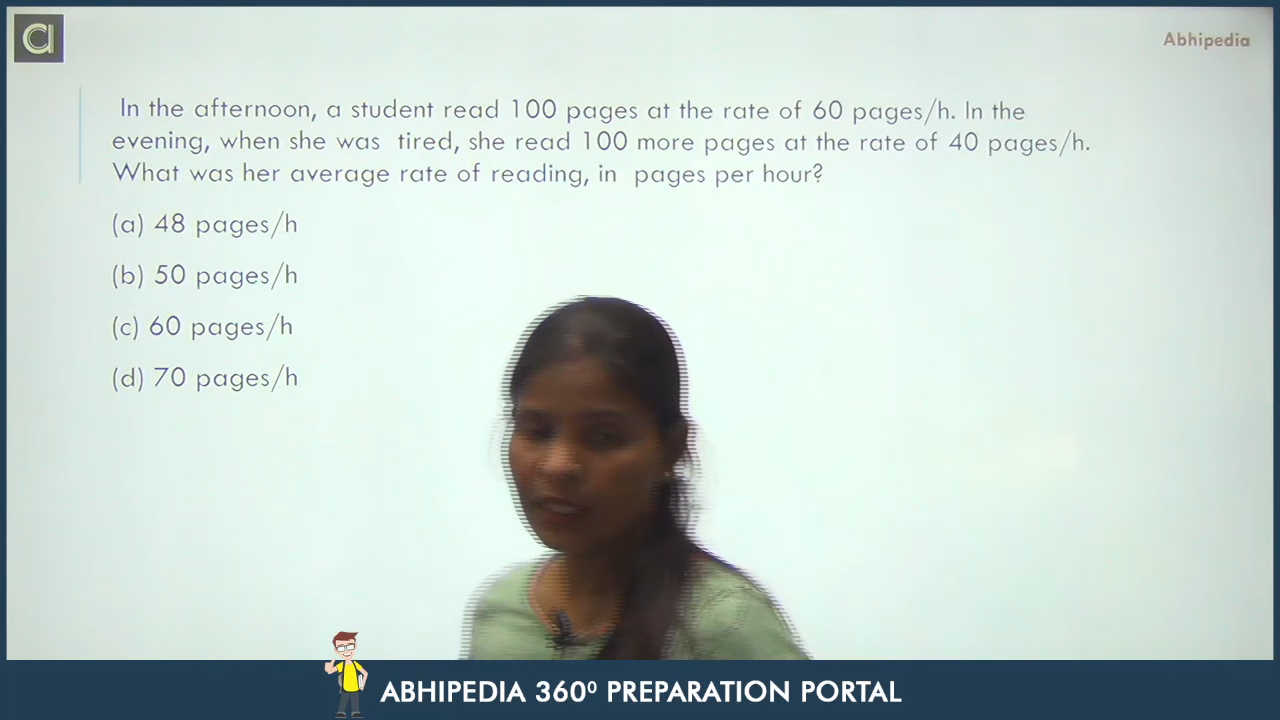 Abhipedia
In the afternoon, a student read 100 pages at the rate of 60 pages/h. In the
evening, when she was tired, she read 100 more pages at the rate of 40 pages/h.
What was her average rate of reading, in pages per hour?
(a) 48 pages/h
(b) 50 pages/h
(c) 60 pages/h
(d) 70 pages/h
ABHIPEDIA 360⁰ PREPARATION PORTAL